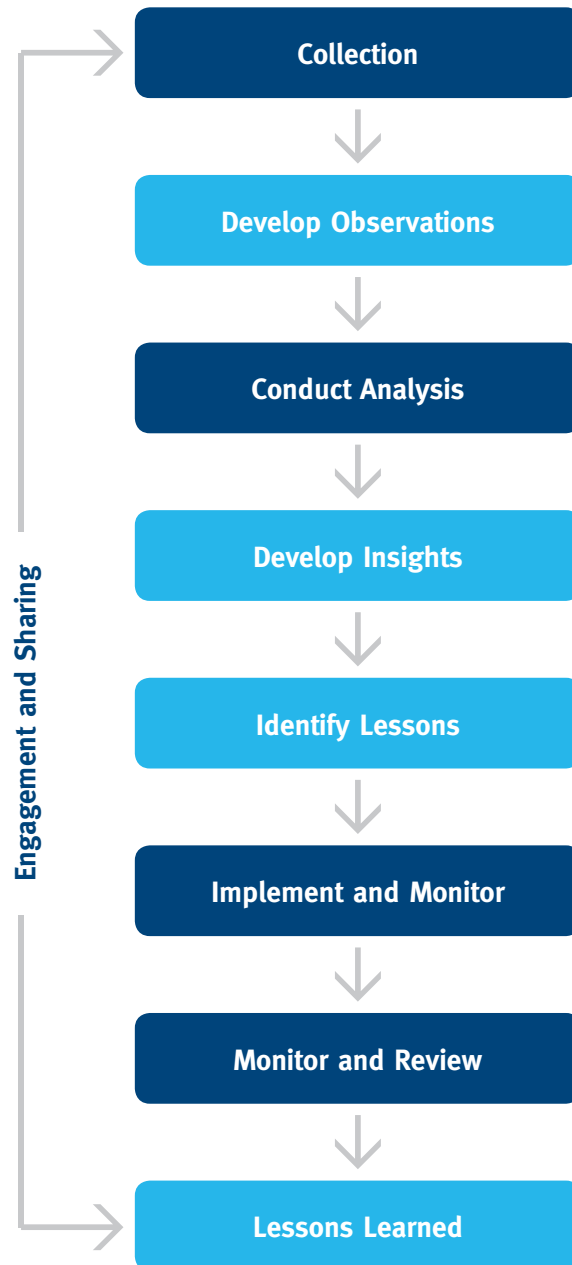 Collection
Develop Observations
Conduct Analysis
Develop Insights
Identify Lessons
Implement and Monitor
Monitor and Review
Lessons Learned
Engagement and Sharing